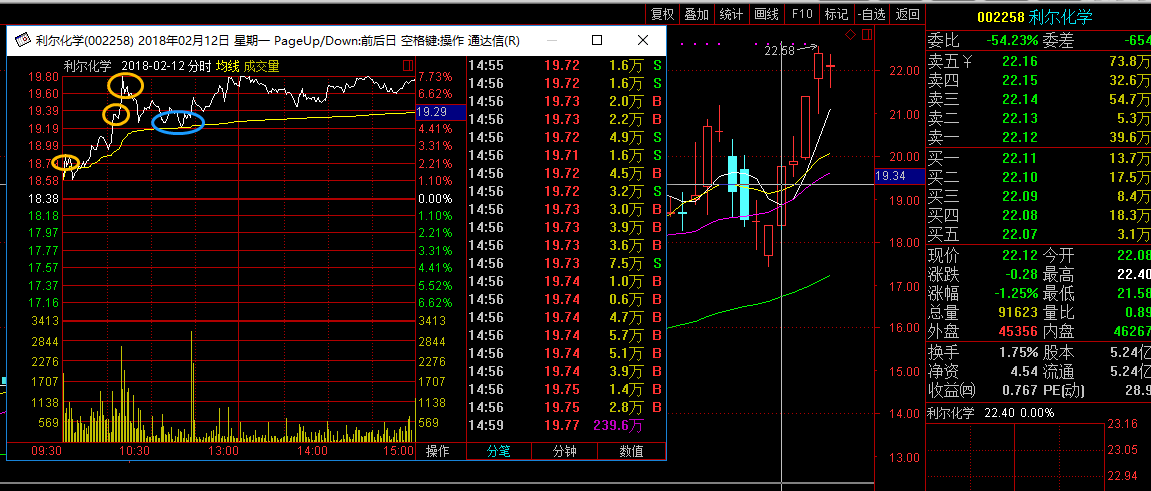 复权 叠加 统计 画线 F10 标记 -自选 返回
002258 利尔化学
利尔化学(002258) 2018年02月12日 星期一 PageUp/Down:前后日 空格键:操作 通达信(R)
利尔化学 2018-02-12 分时 均线 成交量
19.80 7.73%
19.60 6.62%
19.39 19.29
19.19 4.41%
18.99 3.31%
18.7 2.21%
18.58 1.10%
18.38 0.00%
18.18 1.10%
17.97 2.21%
17.77 3.31%
17.57 4.41%
17.37 5.52%
17.16 6.62%
3413 3413
2844 2844
2276 2276
1707 1707
1138 1138
569 569
09:30 10:30 13:00 14:00 15:00 操作
14:55 19.72 1.6万 S
14:56 19.72 1.6万 S
14:56 19.73 2.0万 B
14:56 19.73 2.2万 B
14:56 19.72 4.9万 S
14:56 19.71 1.6万 S
14:56 19.72 4.5万 B
14:56 19.72 3.2万 S
14:56 19.73 3.0万 B
14:56 19.73 3.9万 B
14:56 19.73 3.6万 B
14:56 19.73 7.5万 S
14:56 19.74 1.0万 B
14:56 19.74 0.6万 B
14:56 19.74 4.7万 B
14:56 19.74 5.7万 B
14:56 19.74 5.1万 B
14:56 19.74 3.9万 B
14:56 19.75 1.4万 B
14:56 19.75 2.8万 B
14:59 19.77 239.6万
分笔 分钟 数值
22.58
22.00
21.00
20.00
19.34
19.00
18.00
17.00
16.00
15.00
14.00
13.00
委比 -54.23% 委差 -654
卖五￥ 22.16 73.8万
卖四 22.15 32.6万
卖三 22.14 54.7万
卖二 22.13 5.3万
卖一 22.12 39.6万
买一 22.11 13.7万
买二 22.10 17.5万
买三 22.09 8.4万
买四 22.08 18.3万
买五 22.07 3.1万
现价 22.12 今开 22.08
涨跌 -0.28 最高 22.40
涨幅 -1.25% 最低 21.58
总量 91623 量比 0.89
外盘 45356 内盘 46267
换手 1.75% 股本 5.24亿
净资 4.54 流通 5.24亿
收益㈣ 0.767 PE(动) 28.9
利尔化学 22.40 0.00%
23.16
23.05
22.94